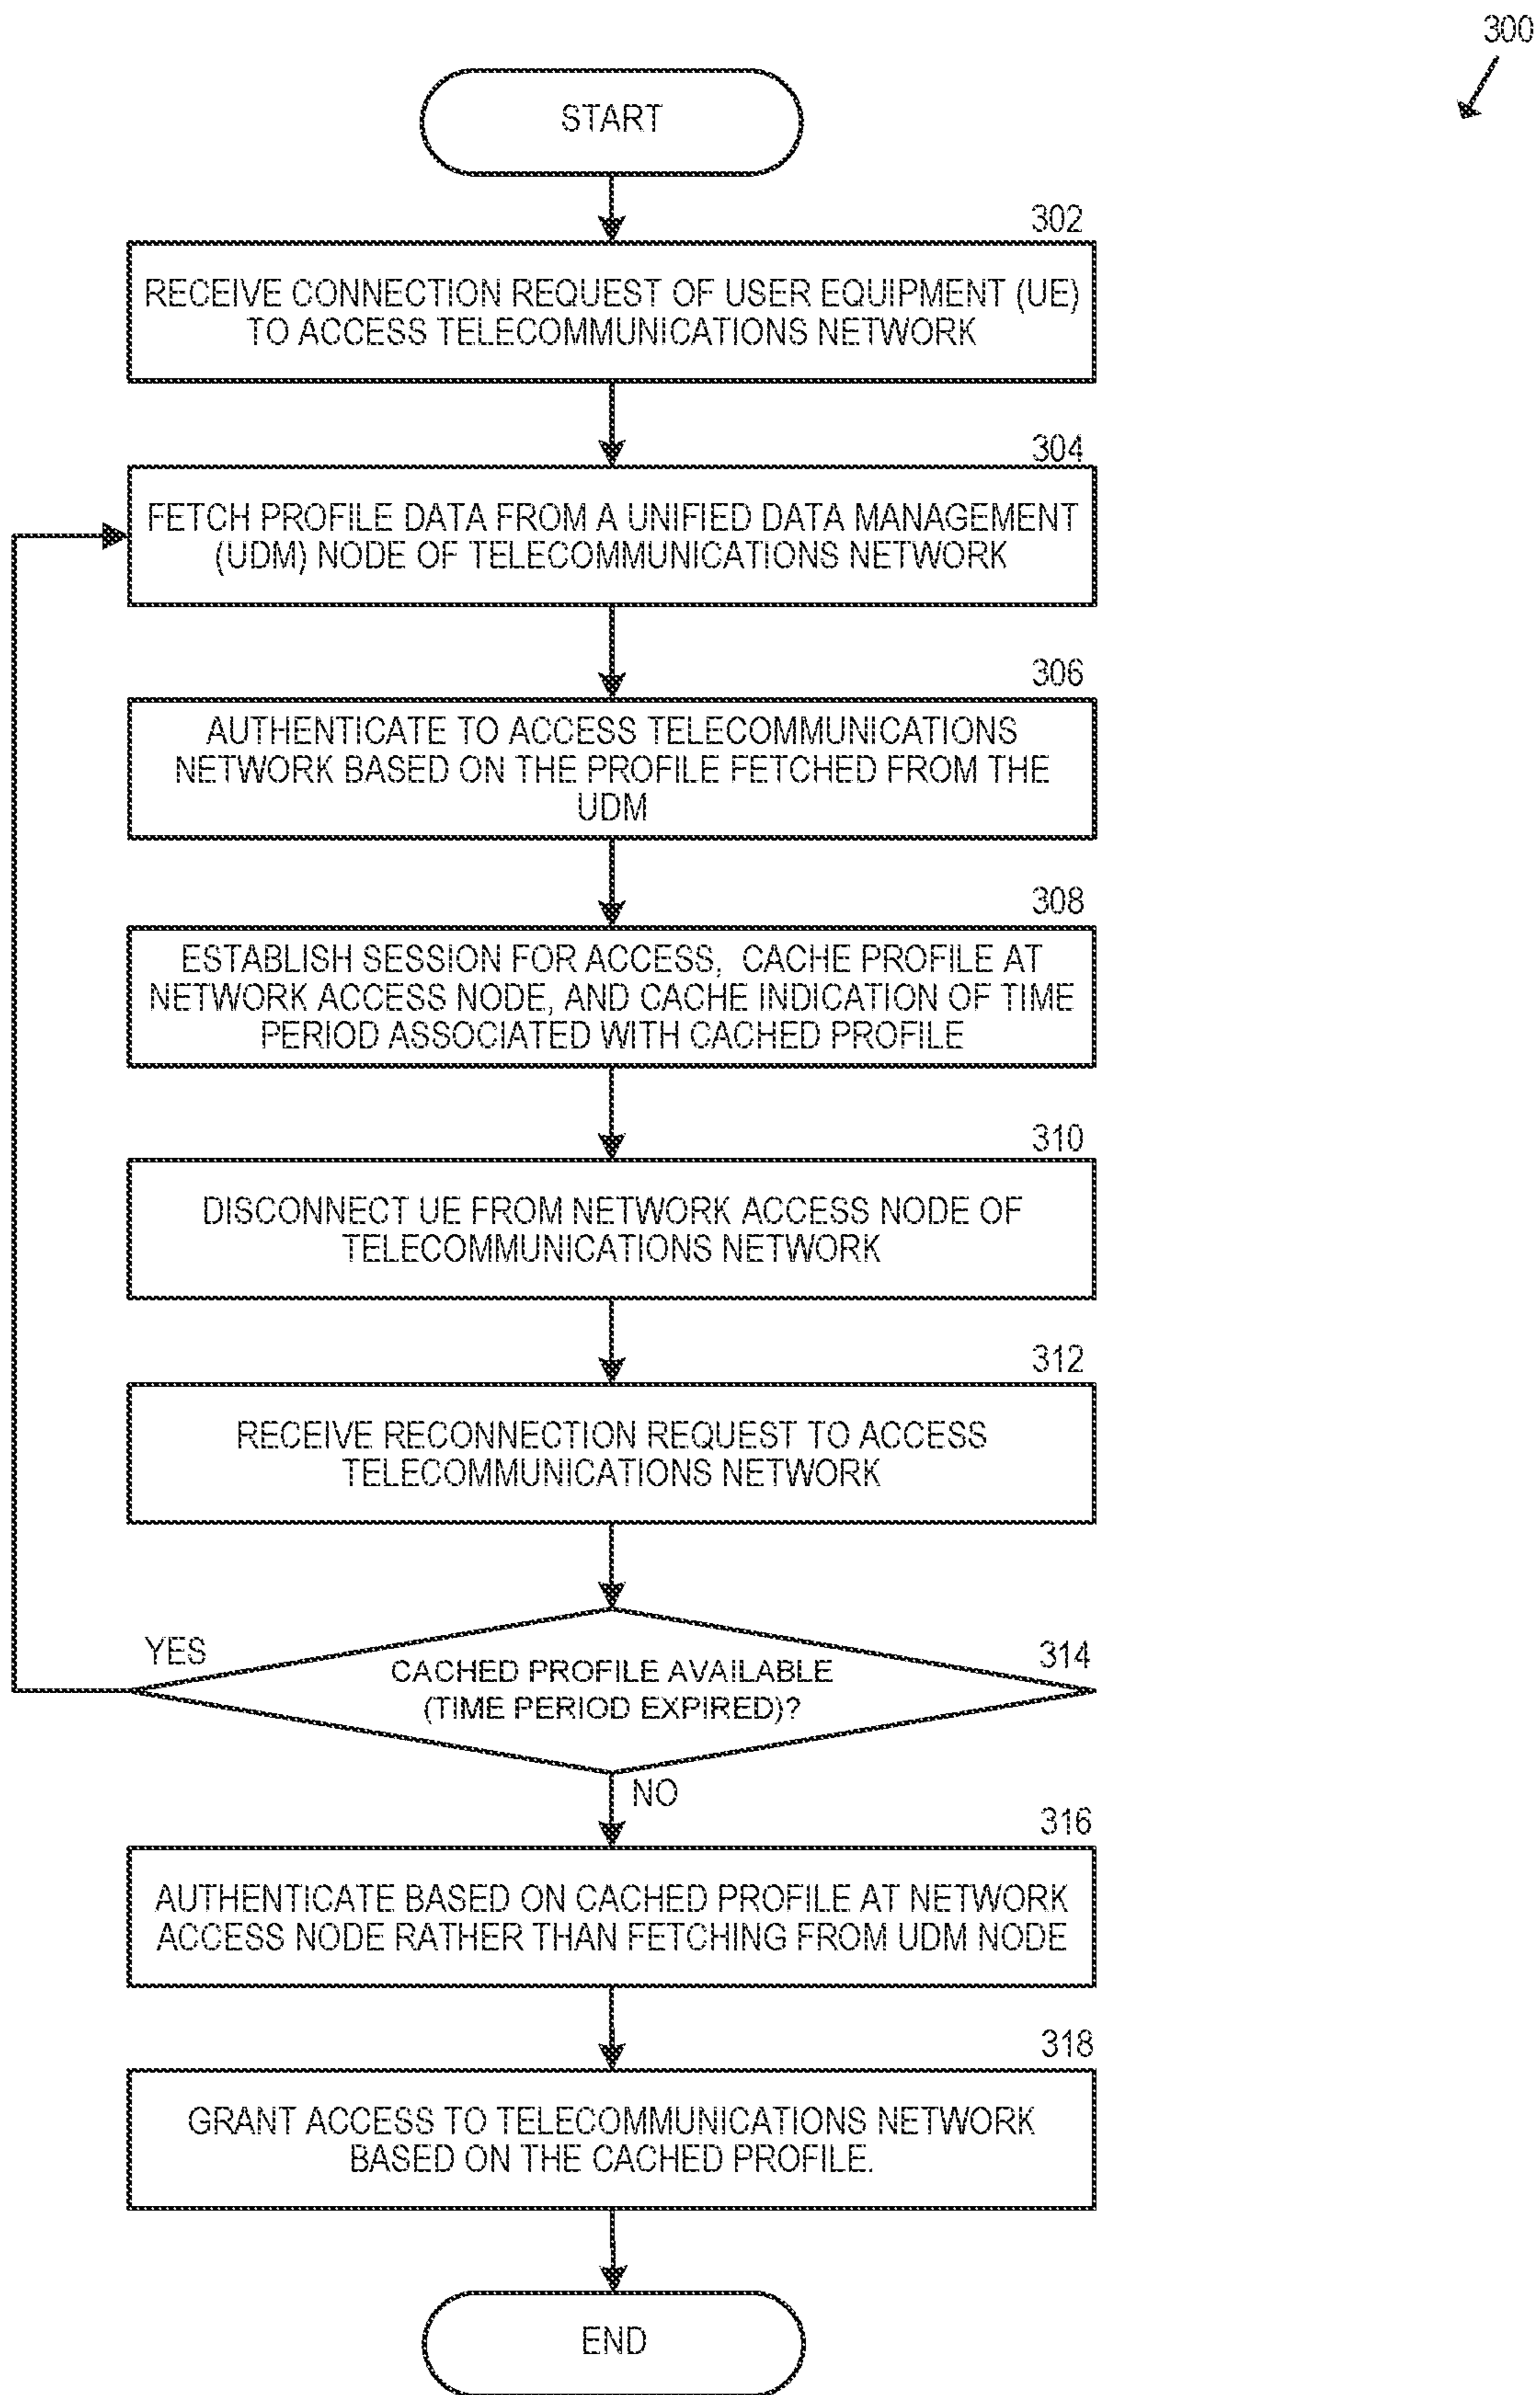 300
START
302
RECEIVE CONNECTION REQUEST OF USER EQUIPMENT (UE)
TO ACCESS TELECOMMUNICATIONS NETWORK
304
FETCH PROFILE DATA FROM A UNIFIED DATA MANAGEMENT
(UDM) NODE OF TELECOMMUNICATIONS NETWORK
306
AUTHENTICATE TO ACCESS TELECOMMUNICATIONS
NETWORK BASED ON THE PROFILE FETCHED FROM THE
UDM
308
ESTABLISH SESSION FOR ACCESS, CACHE PROFILE AT
NETWORK ACCESS NODE, AND CACHE INDICATION OF TIME
PERIOD ASSOCIATED WITH CACHED PROFILE
310
DISCONNECT UE FROM NETWORK ACCESS NODE OF
TELECOMMUNICATIONS NETWORK
312
RECEIVE RECONNECTION REQUEST TO ACCESS
TELECOMMUNICATIONS NETWORK
YES
314
CACHED PROFILE AVAILABLE
(TIME PERIOD EXPIRED)?
NO
316
AUTHENTICATE BASED ON CACHED PROFILE AT NETWORK
ACCESS NODE RATHER THAN FETCHING FROM UDM NODE
318
GRANT ACCESS TO TELECOMMUNICATIONS NETWORK
BASED ON THE CACHED PROFILE.
END